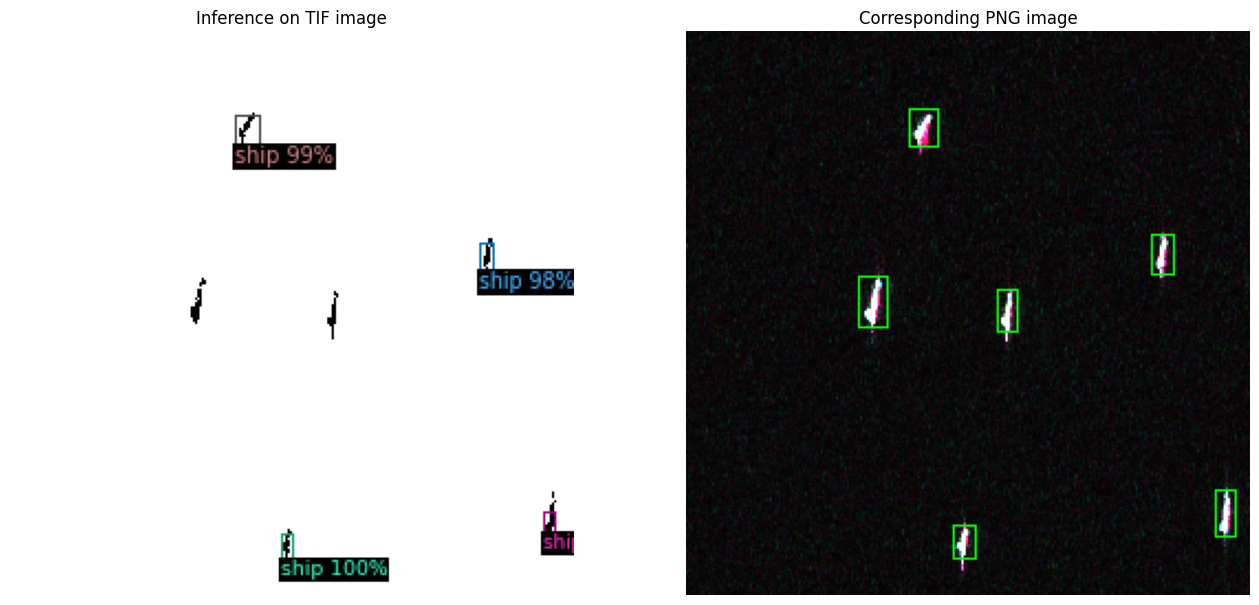 Inference on TIF image
Corresponding PNG image
ship 99%
ship 98%
ship 100%